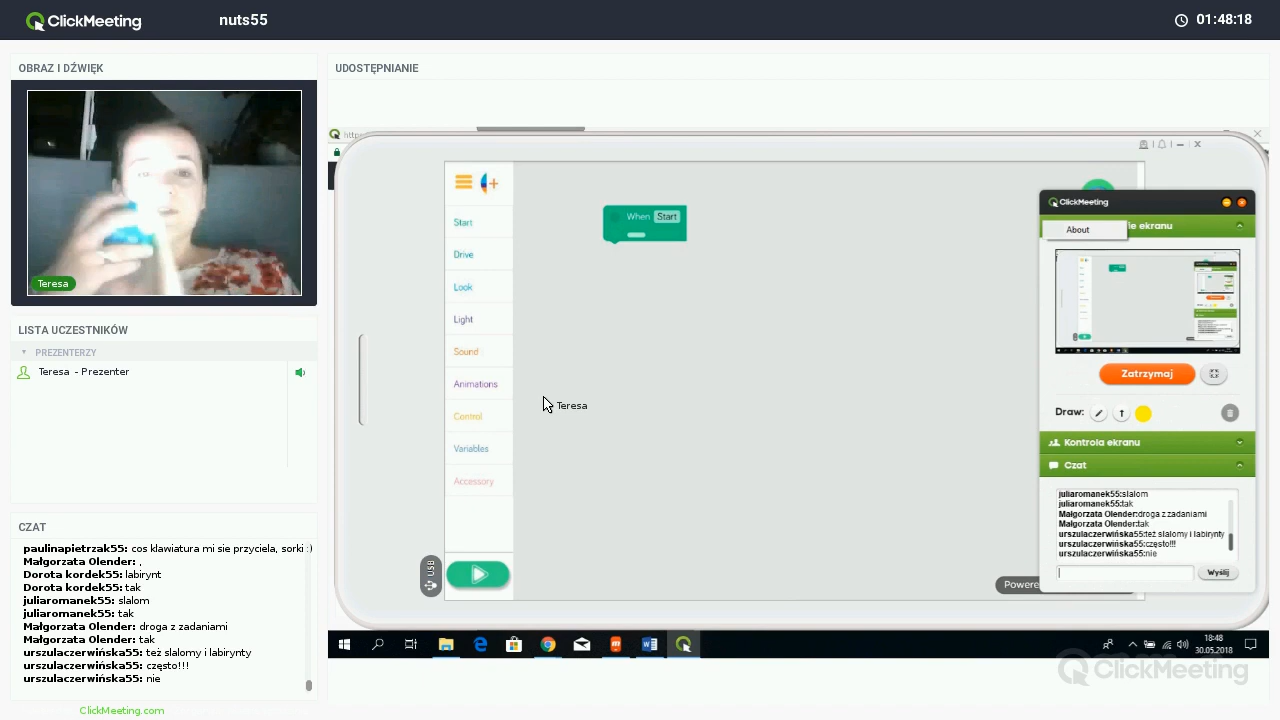 ClickMeeting
nuts55
01:48:18
OBRAZ I DŹWIĘK
Teresa
LISTA UCZESTNIKÓW
PREZENTERZY
Teresa - Prezenter
CZAT
paulinapietrzak55: cos klawiatura mi sie przyciela, sorki :)
Małgorzata Olender: ,
Dorota kordek55: labirynt
Dorota kordek55: tak
juliaromanek55: slalom
juliaromanek55: tak
Małgorzata Olender: droga z zadaniami
Małgorzata Olender: tak
urszulaczerwińska55: też slalomy i labirynty
urszulaczerwińska55: często!!!
urszulaczerwińska55: nie
ClickMeeting.com
UDOSTĘPNIANIE
Start
Drive
Look
Light
Sound
Animations
Control
Variables
Accessory
When Start
Teresa
USB
Powere
ClickMeeting
ie ekranu
About
Zatrzymaj
Draw:
Kontrola ekranu
Czat
juliaromanek55:slalom
juliaromanek55:tak
Małgorzata Olender:droga z zadaniami
Małgorzata Olender:tak
urszulaczerwińska55:też slalomy i labirynty
urszulaczerwińska55:często!!!
urszulaczerwińska55:nie
Wyślij
18:48
30.05.2018
ClickMeeting